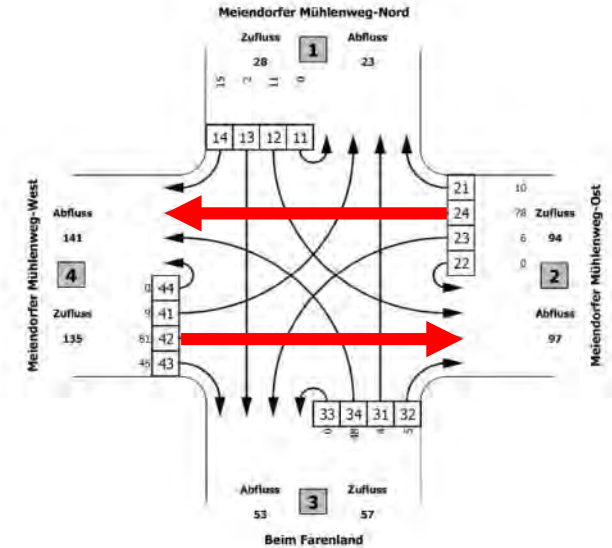 Meiendorfer Mühlenweg-Nord
Zufluss 1 Abfluss
28 23
15 2 11 0
14 13 12 11
21 10
24 78 Zufluss
23 6 94
22 0
2
Abfluss
97
Meiendorfer Mühlenweg-Ost
Meiendorfer Mühlenweg-West
Abfluss
141
4
Zufluss
135
0 44
9 41
81 42
45 43
33 34 31 32
0 48 4 5
Abfluss 3 Zufluss
53 57
Beim Farenland